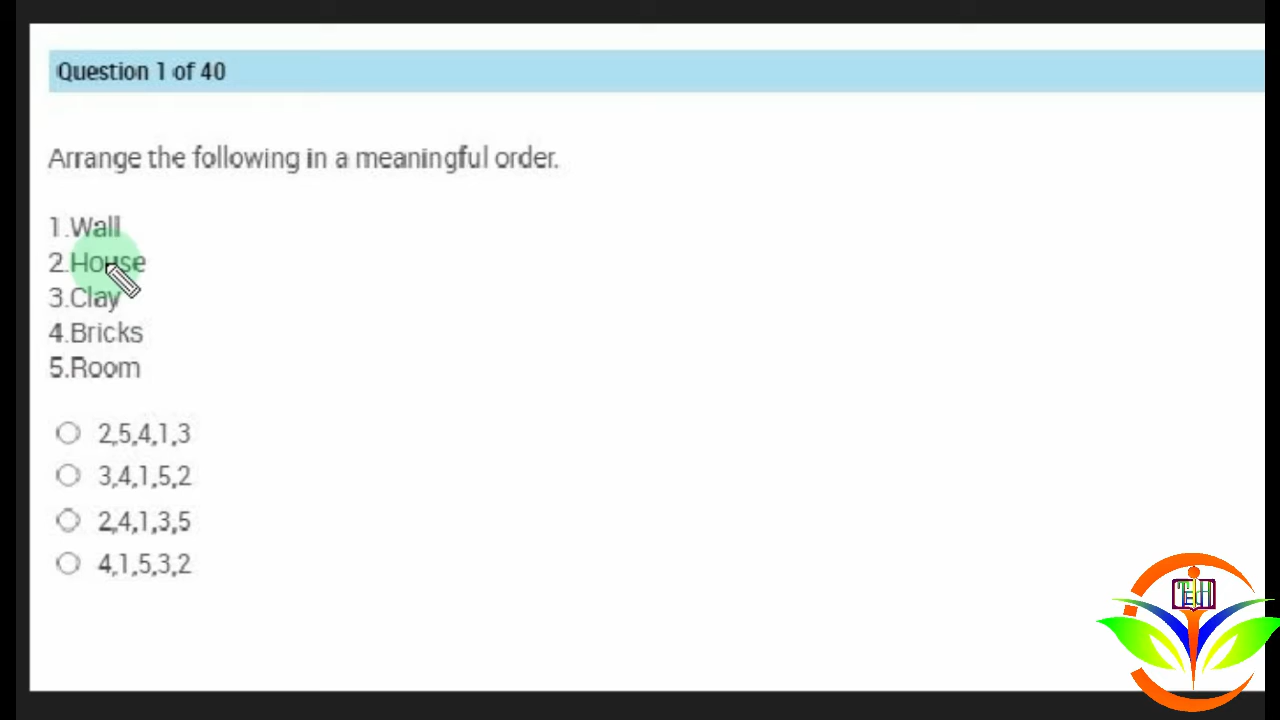 Question 1 of 40
Arrange the following in a meaningful order.
1.Wall
2.House
3.Clay
4.Bricks
5.Room
2,5,4,1,3
3,4,1,5,2
2,4,1,3,5
4,1,5,3,2